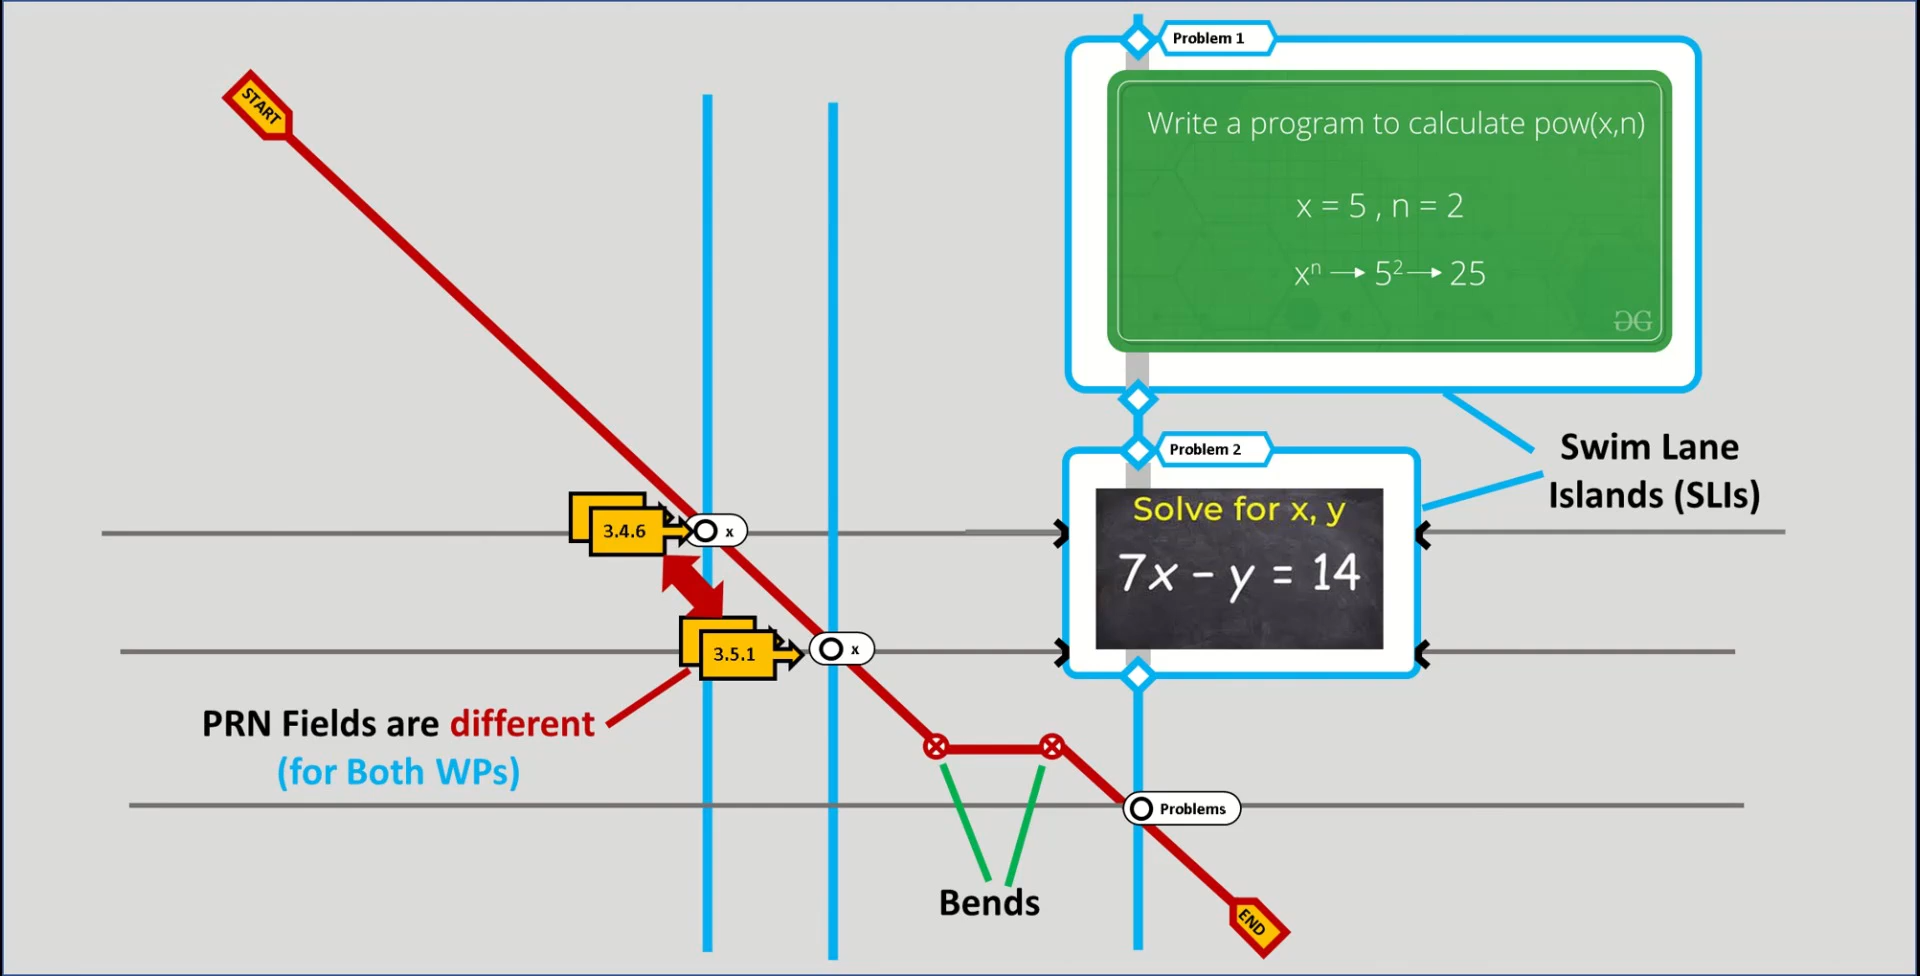 START
Problem 1
Write a program to calculate pow(x,n)
x = 5 , n = 2
xⁿ → 5² → 25
GG
Swim Lane
Islands (SLIs)
Problem 2
Solve for x, y
7x – y = 14
3.4.6
x
3.5.1
x
PRN Fields are different
(for Both WPs)
Problems
Bends
END